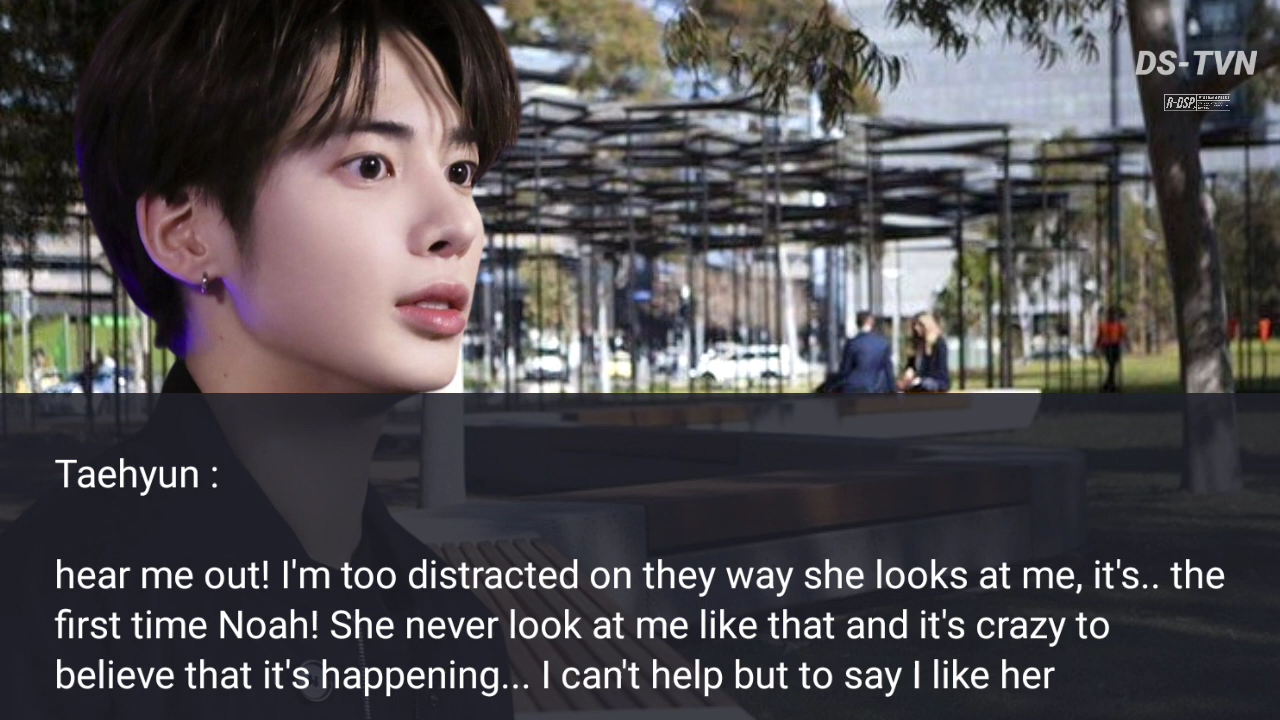 DS-TVN
R-DSP
Taehyun :
hear me out! I'm too distracted on they way she looks at me, it's.. the
first time Noah! She never look at me like that and it's crazy to
believe that it's happening... I can't help but to say I like her